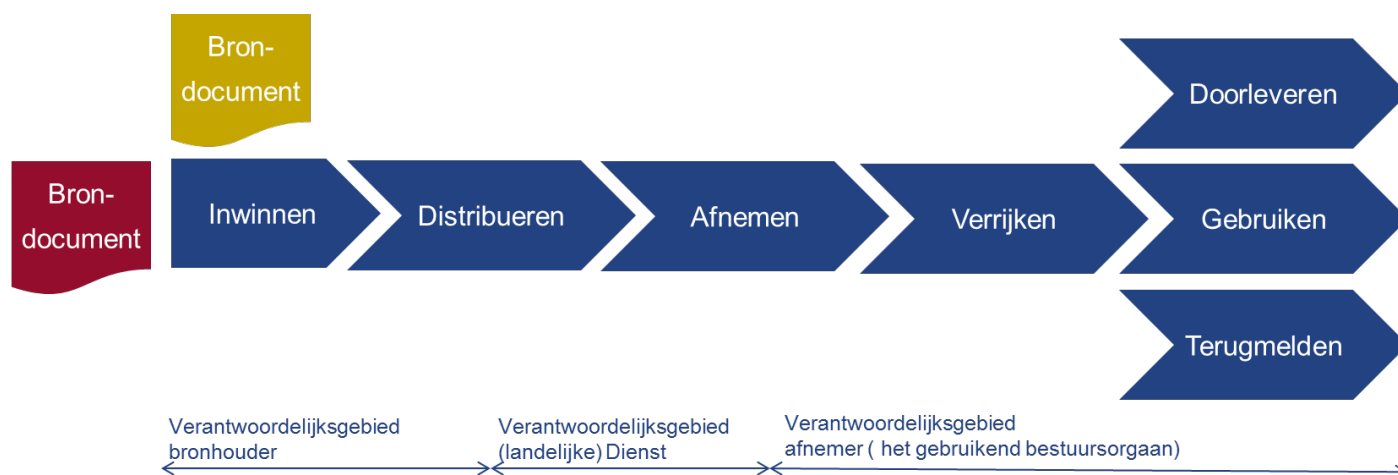 Bron-
document
Doorleveren
Bron-
document
Inwinnen
Distribueren
Afnemen
Verrijken
Gebruiken
Terugmelden
Verantwoordelijksgebied
bronhouder
Verantwoordelijksgebied
(landelijke) Dienst
Verantwoordelijksgebied
afnemer ( het gebruikend bestuursorgaan)